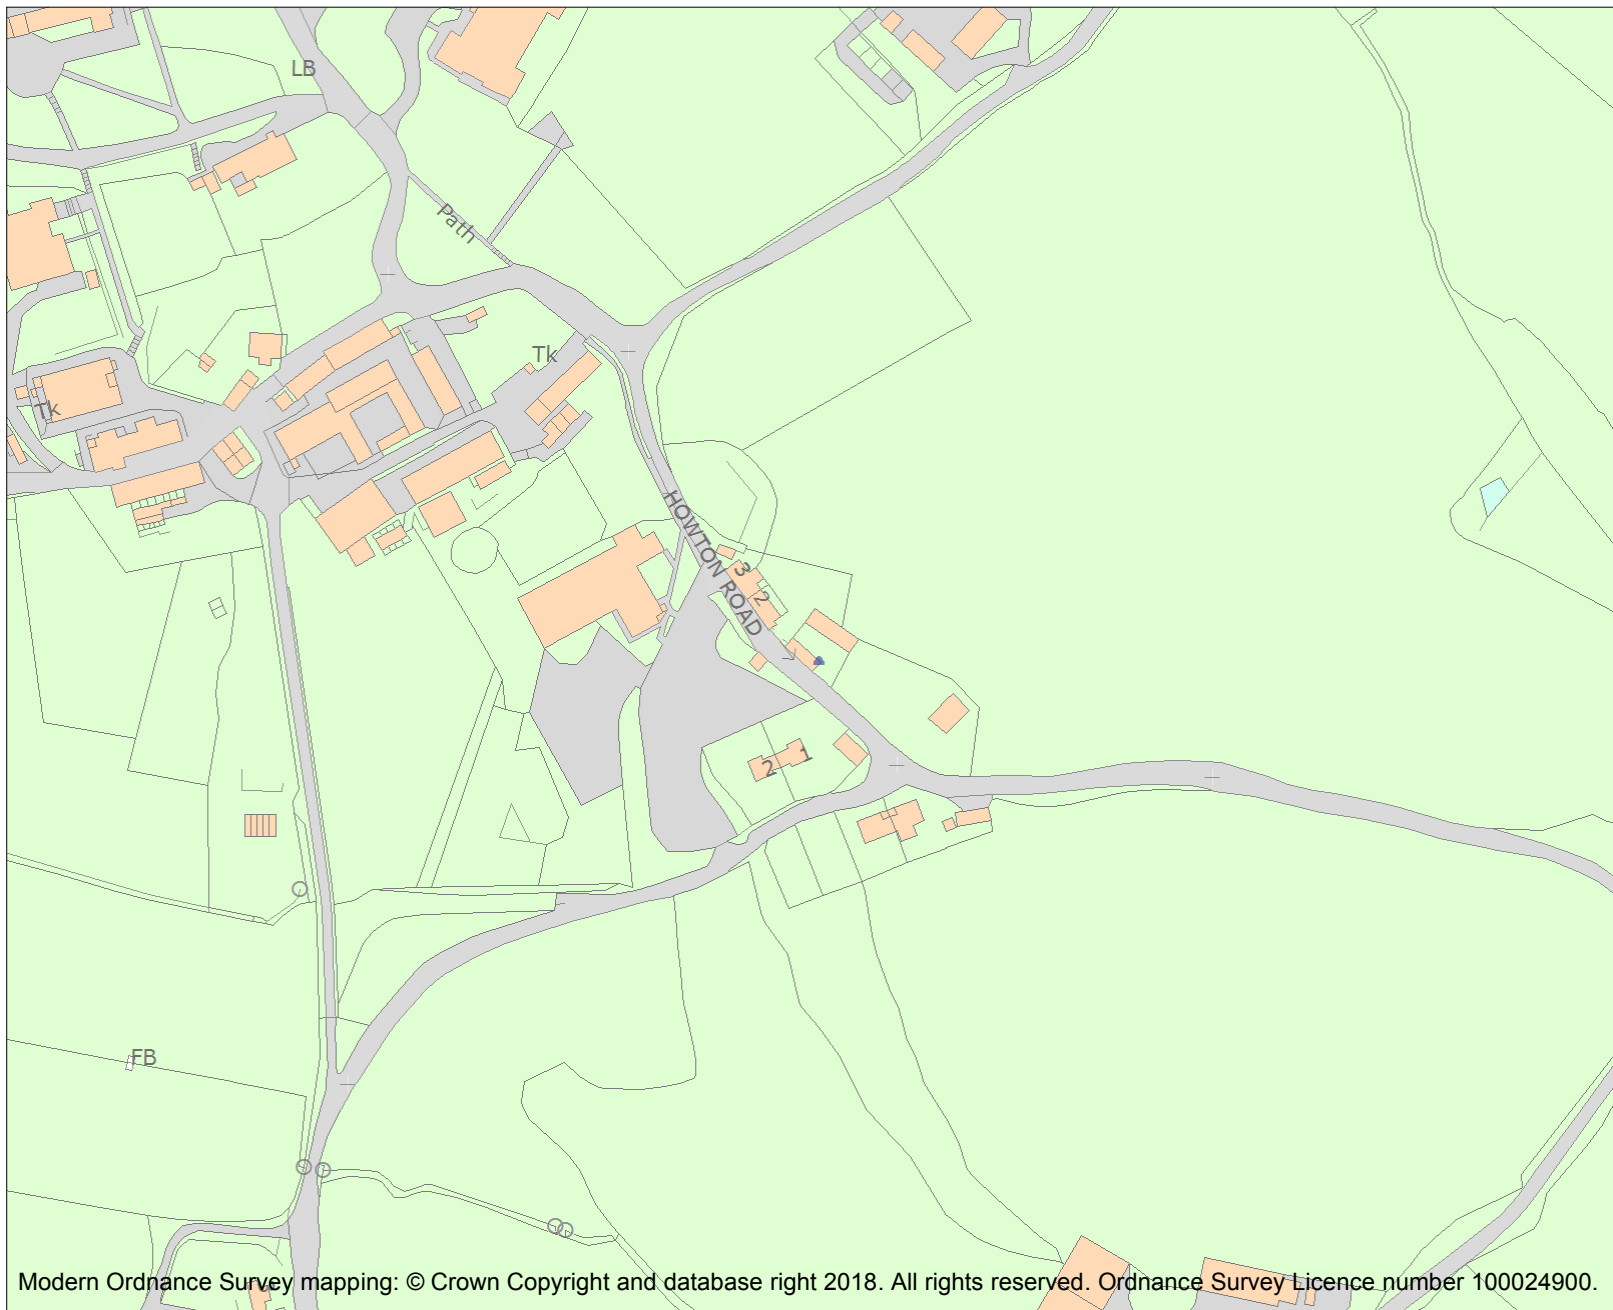 LB
Path
Tk
Tk
HOWTON ROAD
3
2
2
1
FB
Modern Ordnance Survey mapping: © Crown Copyright and database right 2018. All rights reserved. Ordnance Survey Licence number 100024900.